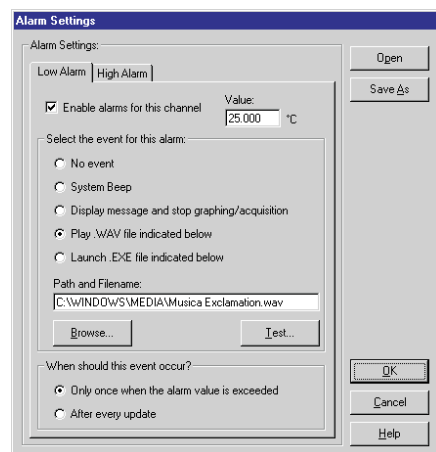 Alarm Settings
Alarm Settings:
Open
Save As
Low Alarm
High Alarm
Enable alarms for this channel
Value:
25.000 °C
Select the event for this alarm:
No event
System Beep
Display message and stop graphing/acquisition
Play .WAV file indicated below
Launch .EXE file indicated below
Path and Filename:
C:\WINDOWS\MEDIA\Musica Exclamation.wav
Browse...
Test...
When should this event occur?
Only once when the alarm value is exceeded
After every update
OK
Cancel
Help